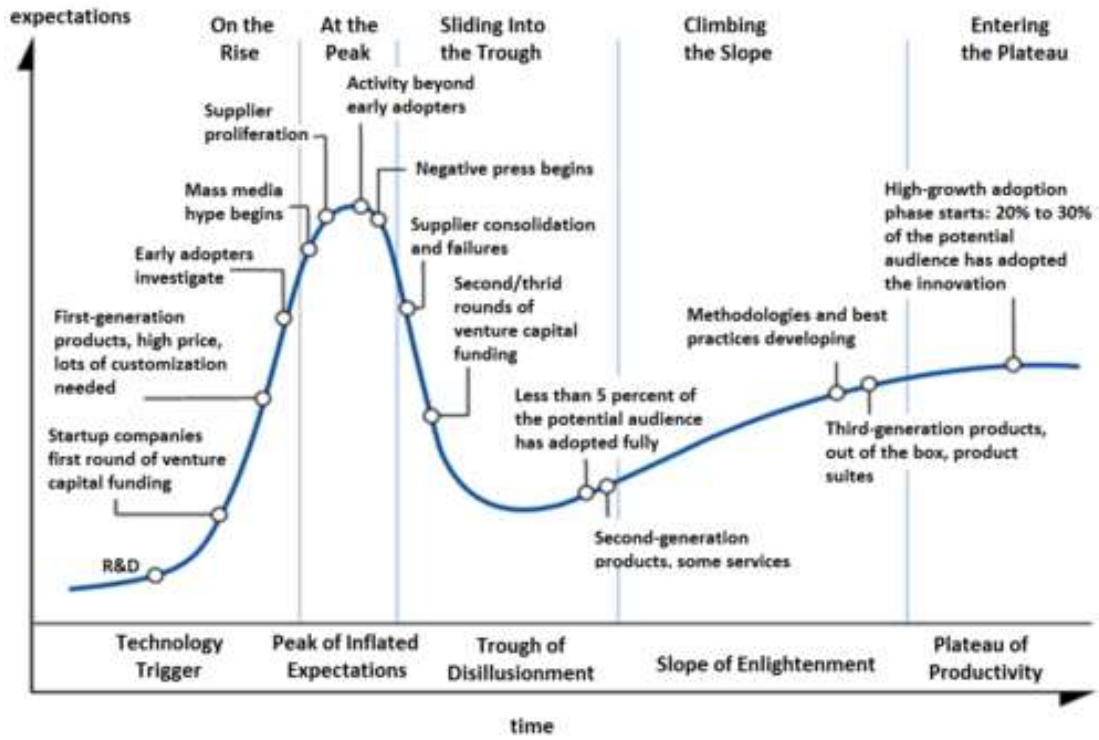 expectations
On the
Rise
At the
Peak
Sliding Into
the Trough
Climbing
the Slope
Entering
the Plateau
Activity beyond
early adopters
Supplier
proliferation
Negative press begins
Mass media
hype begins
High-growth adoption
phase starts: 20% to 30%
of the potential
audience has adopted
the innovation
Supplier consolidation
and failures
Early adopters
investigate
Second/thrid
rounds of
venture capital
funding
First-generation
products, high price,
lots of customization
needed
Methodologies and best
practices developing
Less than 5 percent of
the potential audience
has adopted fully
Startup companies
first round of venture
capital funding
Third-generation products,
out of the box, product
suites
Second-generation
products, some services
R&D
Technology
Trigger
Peak of Inflated
Expectations
Trough of
Disillusionment
Slope of Enlightenment
Plateau of
Productivity
time